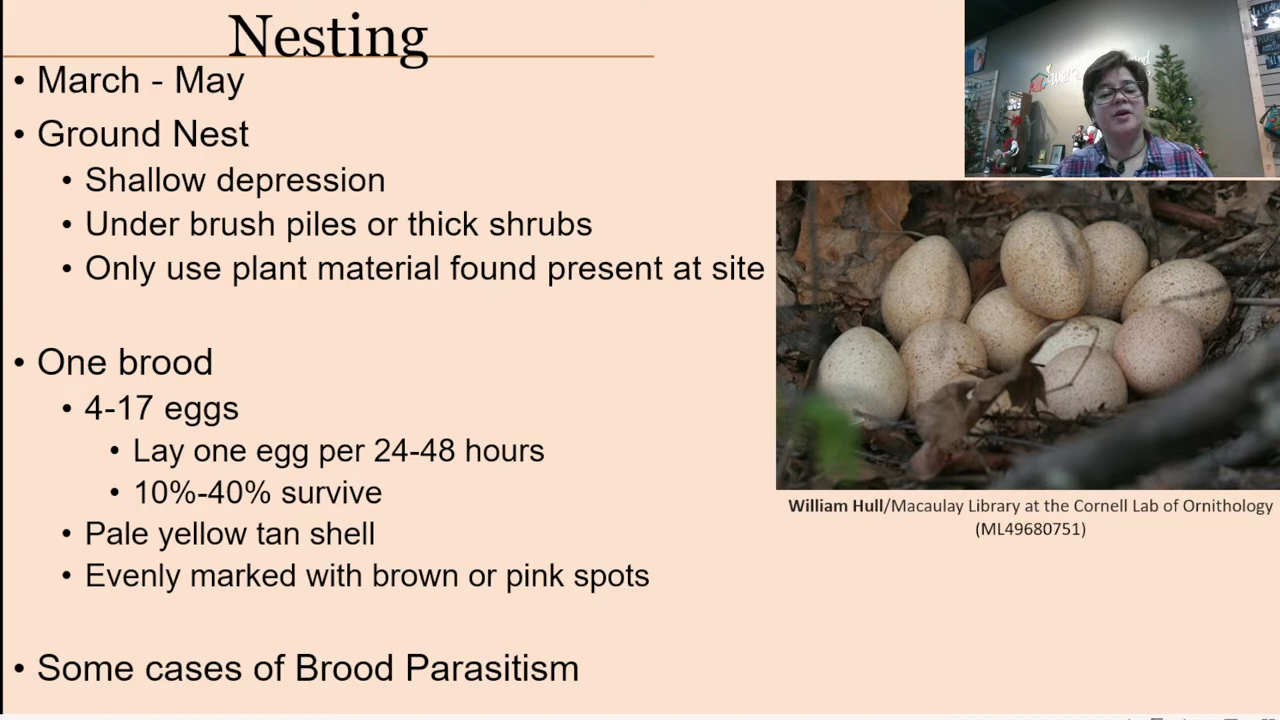 Nesting
• March - May
• Ground Nest
• Shallow depression
• Under brush piles or thick shrubs
• Only use plant material found present at site
• One brood
• 4-17 eggs
• Lay one egg per 24-48 hours
• 10%-40% survive
• Pale yellow tan shell
• Evenly marked with brown or pink spots
• Some cases of Brood Parasitism
William Hull/Macaulay Library at the Cornell Lab of Ornithology
(ML49680751)